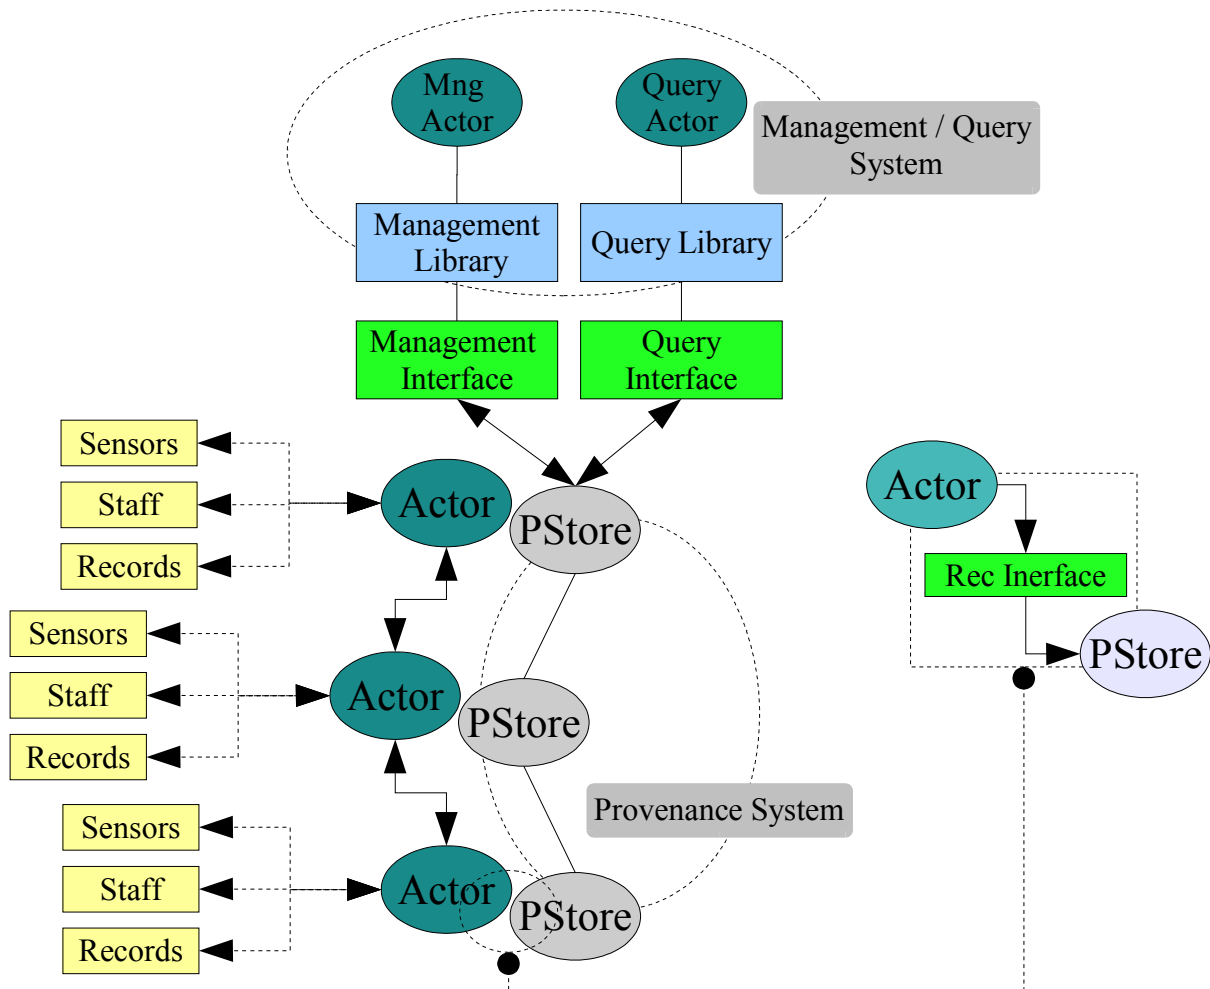 Mng
Actor
Query
Actor
Management / Query
System
Management
Library
Query Library
Management
Interface
Query
Interface
Sensors
Staff
Records
Actor
PStore
Actor
Rec Inerface
PStore
Sensors
Staff
Records
Actor
PStore
Provenance System
Sensors
Staff
Records
Actor
PStore